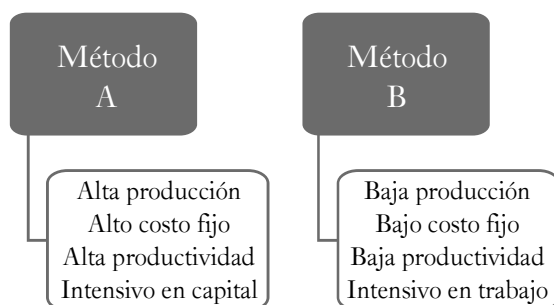 Método
A
Alta producción
Alto costo fijo
Alta productividad
Intensivo en capital
Método
B
Baja producción
Bajo costo fijo
Baja productividad
Intensivo en trabajo